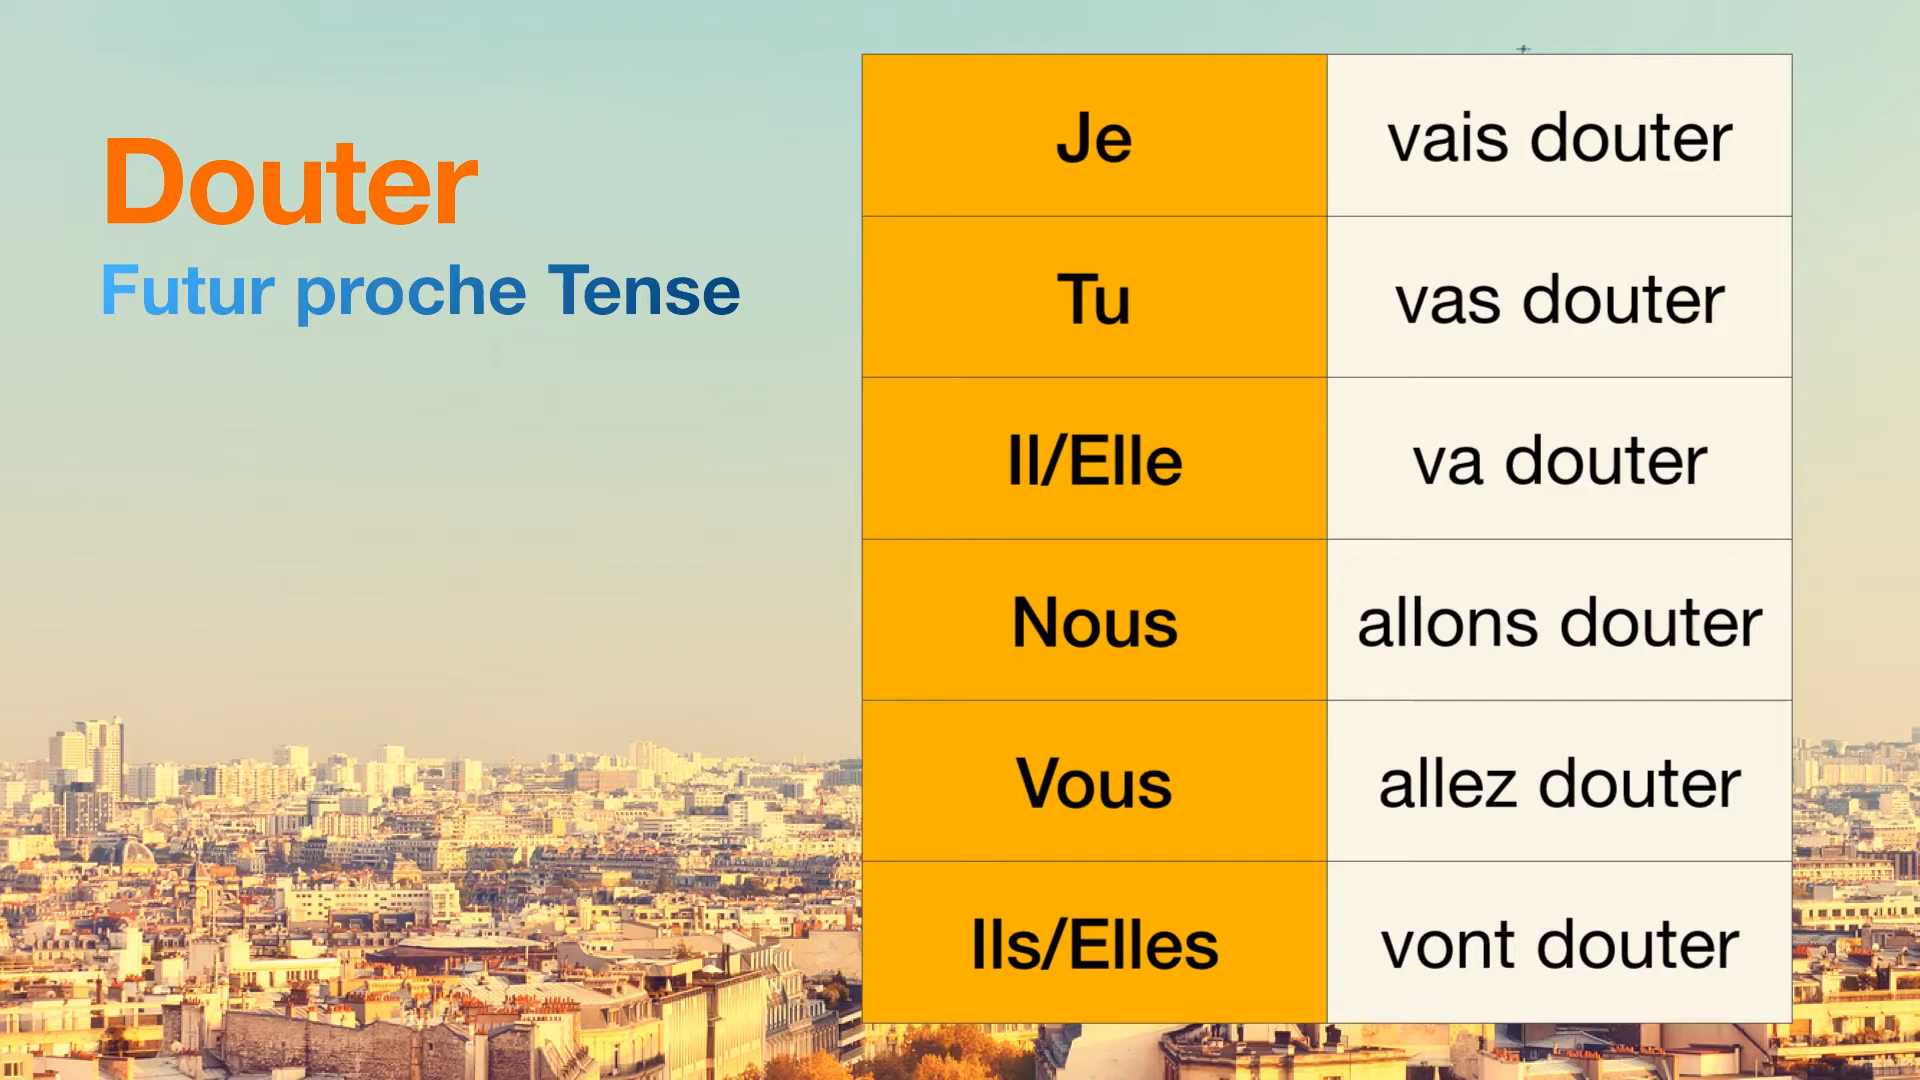 Douter
Futur proche Tense
Je vais douter
Tu vas douter
Il/Elle va douter
Nous allons douter
Vous allez douter
Ils/Elles vont douter